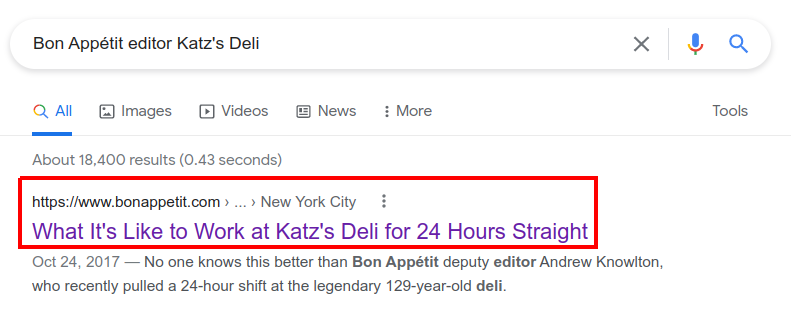 Bon Appétit editor Katz's Deli
All Images Videos News More Tools
About 18,400 results (0.43 seconds)
https://www.bonappetit.com › ... › New York City
What It's Like to Work at Katz's Deli for 24 Hours Straight
Oct 24, 2017 — No one knows this better than Bon Appétit deputy editor Andrew Knowlton,
who recently pulled a 24-hour shift at the legendary 129-year-old deli.